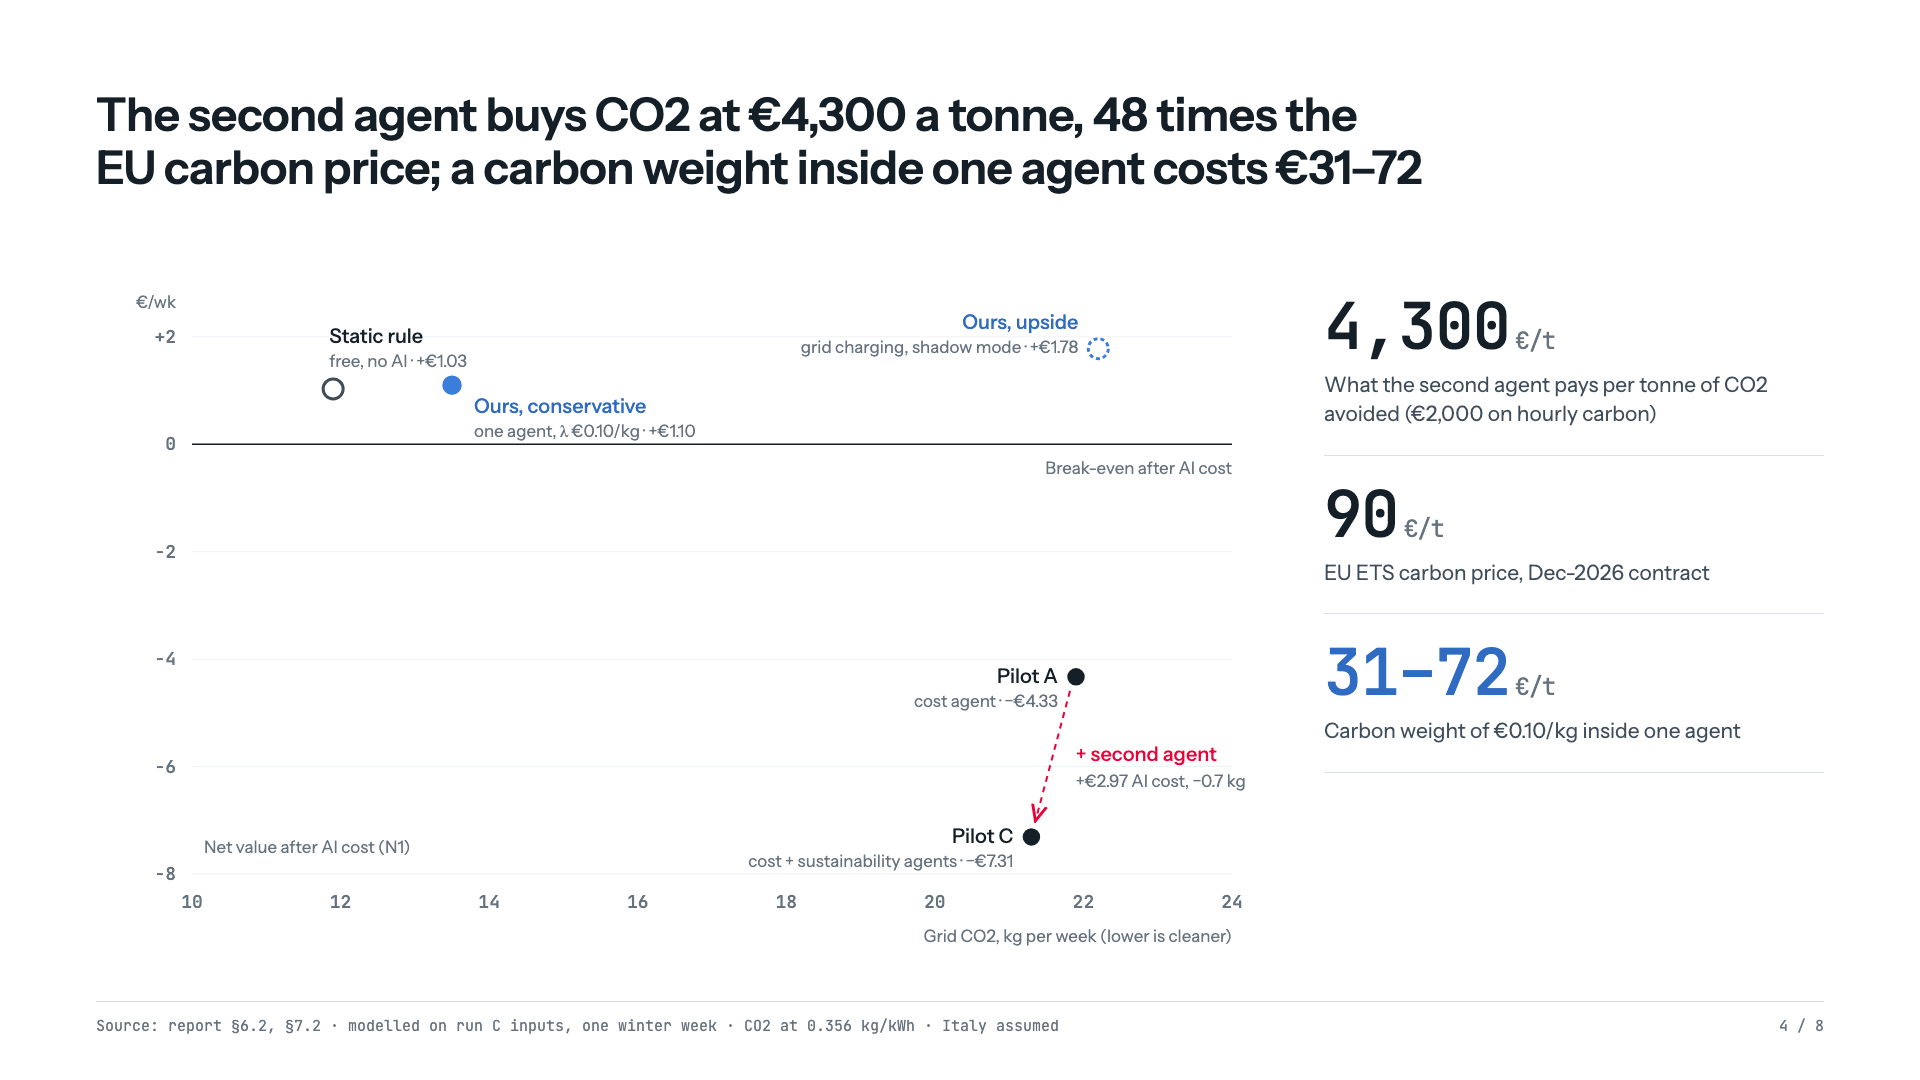 The second agent buys CO2 at €4,300 a tonne, 48 times the
EU carbon price; a carbon weight inside one agent costs €31–72
€/wk
+2
0
-2
-4
-6
-8
Static rule
free, no AI · +€1.03
Ours, conservative
one agent, λ €0.10/kg · +€1.10
Ours, upside
grid charging, shadow mode · +€1.78
Break-even after AI cost
Pilot A
cost agent · −€4.33
+ second agent
+€2.97 AI cost, −0.7 kg
Pilot C
cost + sustainability agents · −€7.31
Net value after AI cost (N1)
10 12 14 16 18 20 22 24
Grid CO2, kg per week (lower is cleaner)
4,300 €/t
What the second agent pays per tonne of CO2
avoided (€2,000 on hourly carbon)
90 €/t
EU ETS carbon price, Dec-2026 contract
31–72 €/t
Carbon weight of €0.10/kg inside one agent
Source: report §6.2, §7.2 · modelled on run C inputs, one winter week · CO2 at 0.356 kg/kWh · Italy assumed
4 / 8